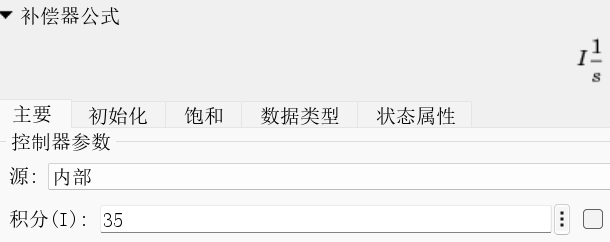 补偿器公式
I 1/s
主要 初始化 饱和 数据类型 状态属性
控制器参数
源: 内部
积分(I): 35